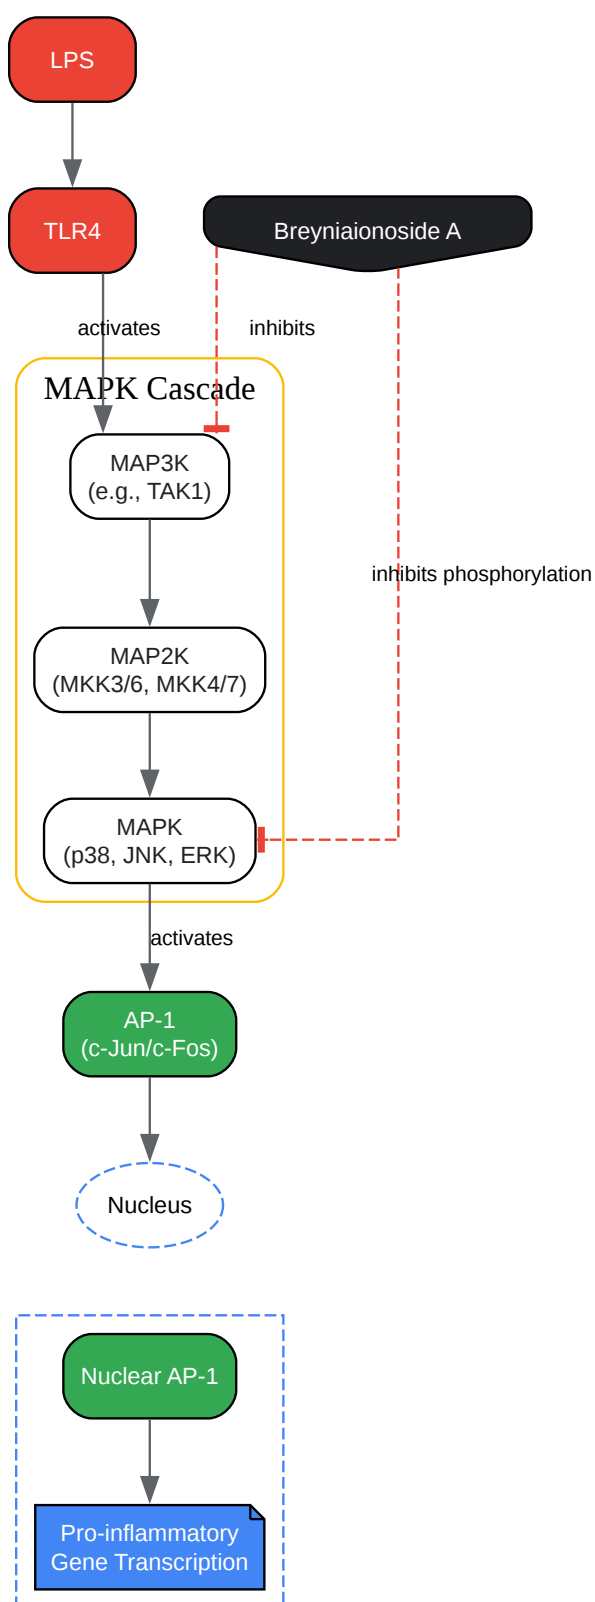 LPS
TLR4
Breyniaionoside A
activates
inhibits
MAPK Cascade
MAP3K
(e.g., TAK1)
inhibits phosphorylation
MAP2K
(MKK3/6, MKK4/7)
MAPK
(p38, JNK, ERK)
activates
AP-1
(c-Jun/c-Fos)
Nucleus
Nuclear AP-1
Pro-inflammatory
Gene Transcription